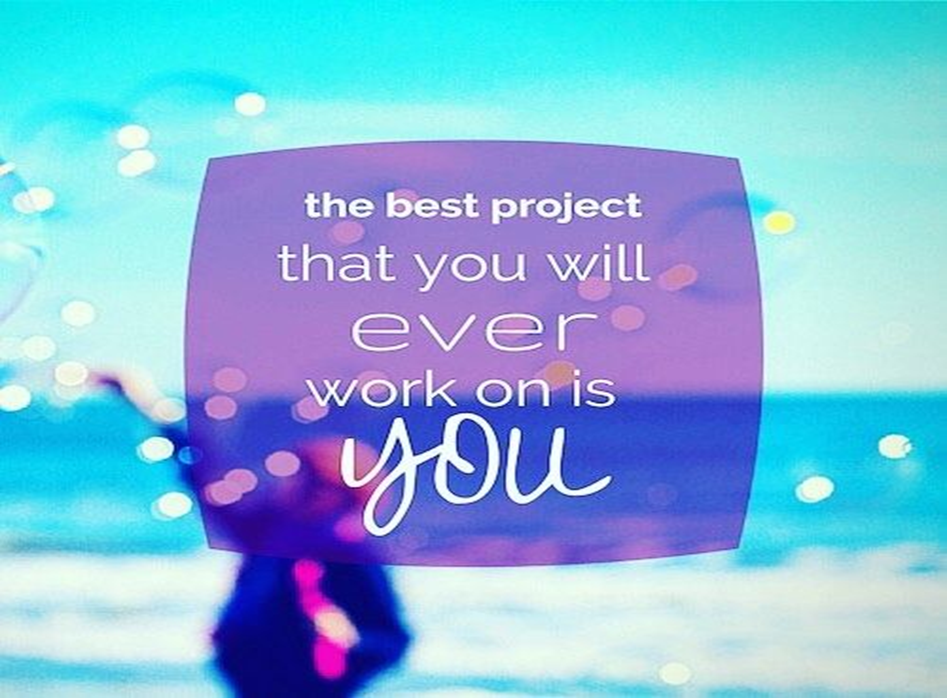 the best project
that you will
ever
work on is
you